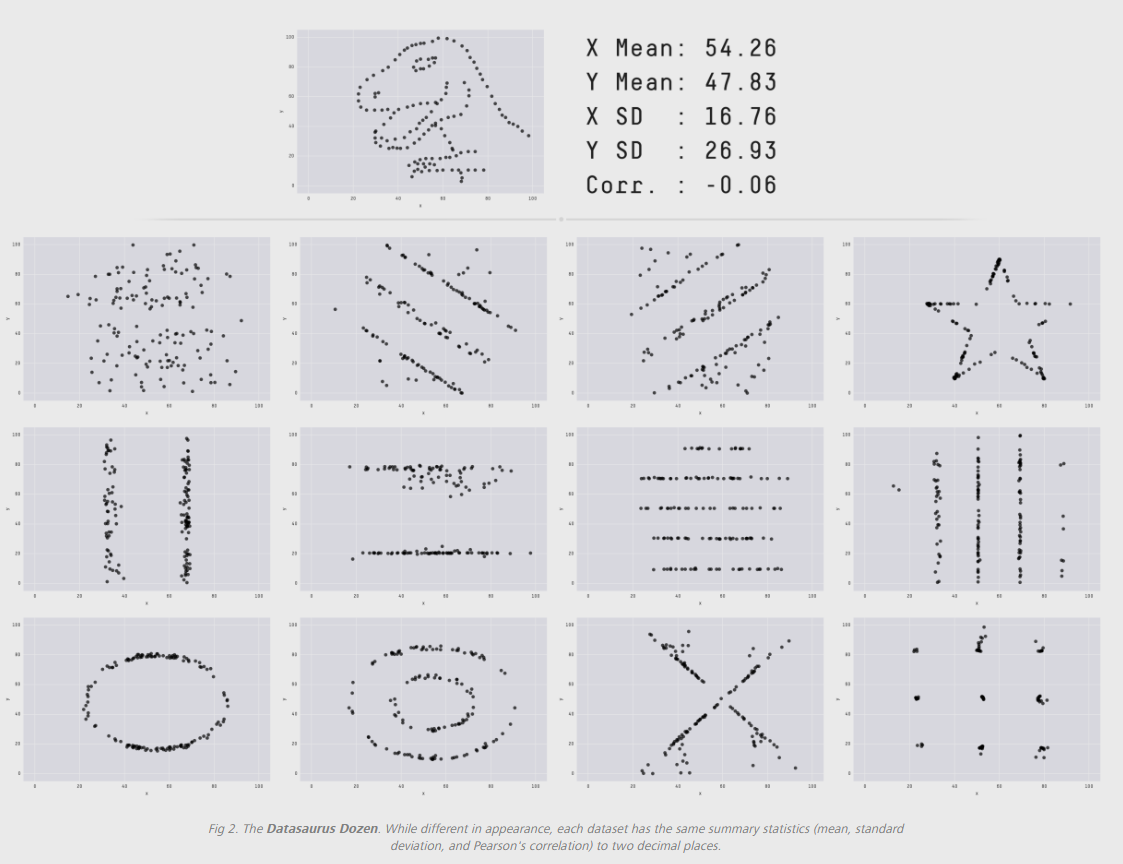 X Mean: 54.26
Y Mean: 47.83
X SD : 16.76
Y SD : 26.93
Corr. : -0.06
Fig 2. The Datasaurus Dozen. While different in appearance, each dataset has the same summary statistics (mean, standard
deviation, and Pearson's correlation) to two decimal places.